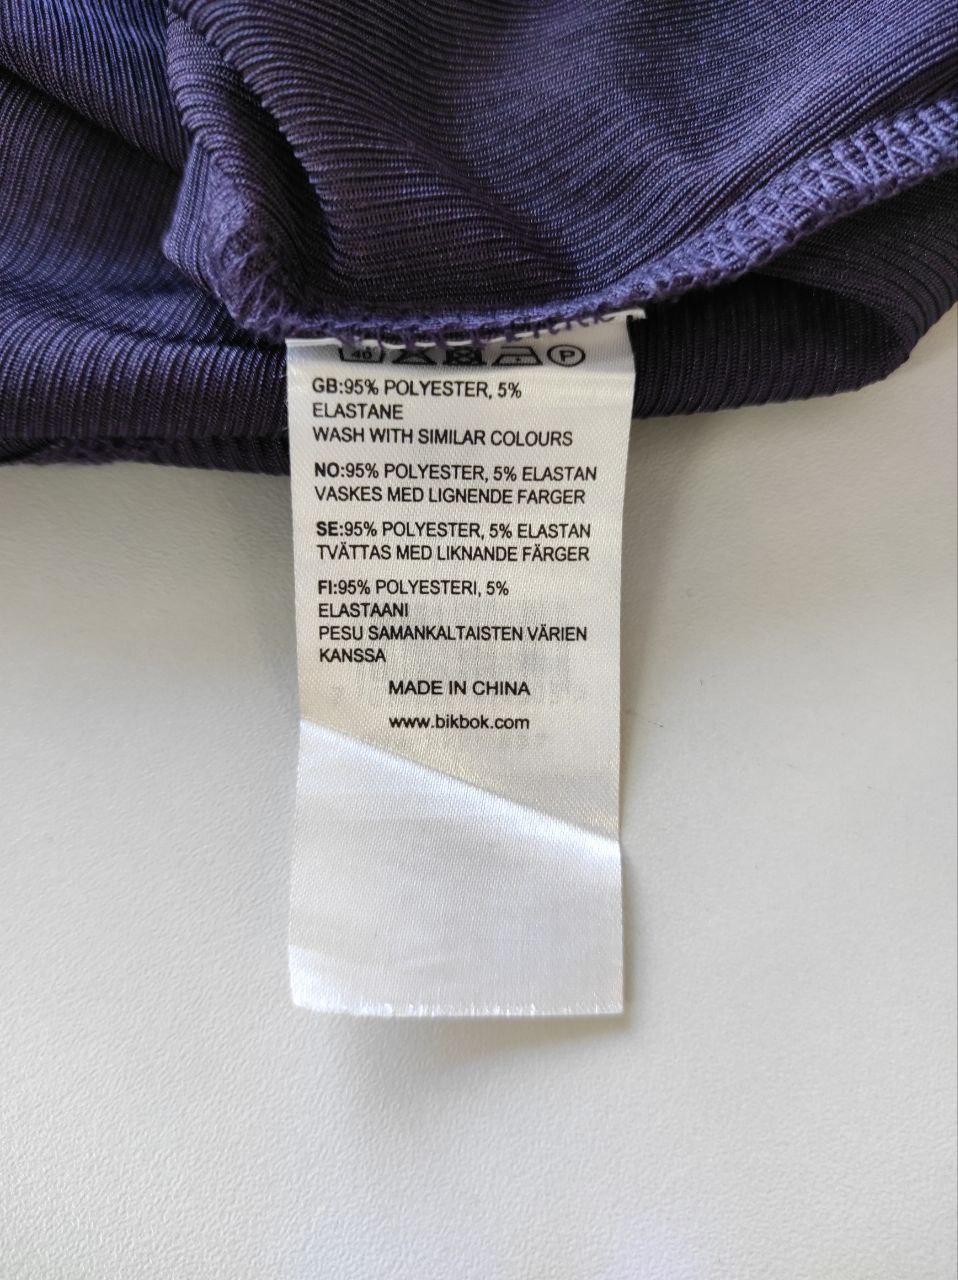 40 P
GB:95% POLYESTER, 5%
ELASTANE
WASH WITH SIMILAR COLOURS
NO:95% POLYESTER, 5% ELASTAN
VASKES MED LIGNENDE FARGER
SE:95% POLYESTER, 5% ELASTAN
TVÄTTAS MED LIKNANDE FÄRGER
FI:95% POLYESTERI, 5%
ELASTAANI
PESU SAMANKALTAISTEN VÄRIEN
KANSSA
MADE IN CHINA
www.bikbok.com